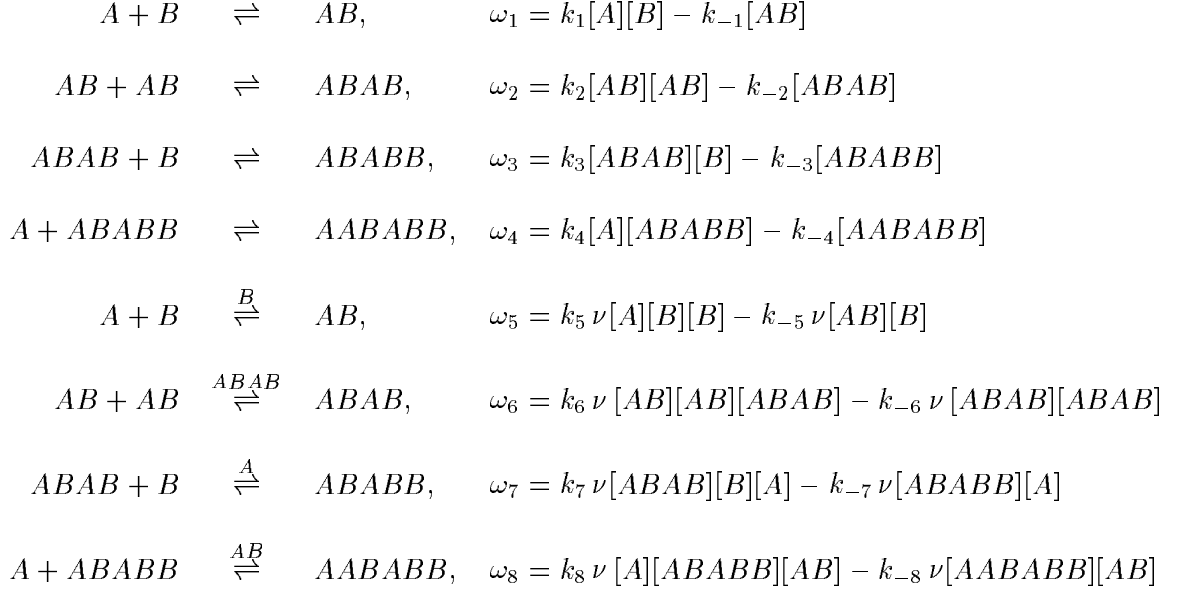 A + B ⇌ AB, ω₁ = k₁[A][B] − k₋₁[AB]
AB + AB ⇌ ABAB, ω₂ = k₂[AB][AB] − k₋₂[ABAB]
ABAB + B ⇌ ABABB, ω₃ = k₃[ABAB][B] − k₋₃[ABABB]
A + ABABB ⇌ AABABB, ω₄ = k₄[A][ABABB] − k₋₄[AABABB]
B
A + B ⇌ AB, ω₅ = k₅ ν[A][B][B] − k₋₅ ν[AB][B]
ABAB
AB + AB ⇌ ABAB, ω₆ = k₆ ν [AB][AB][ABAB] − k₋₆ ν [ABAB][ABAB]
A
ABAB + B ⇌ ABABB, ω₇ = k₇ ν[ABAB][B][A] − k₋₇ ν[ABABB][A]
AB
A + ABABB ⇌ AABABB, ω₈ = k₈ ν [A][ABABB][AB] − k₋₈ ν[AABABB][AB]